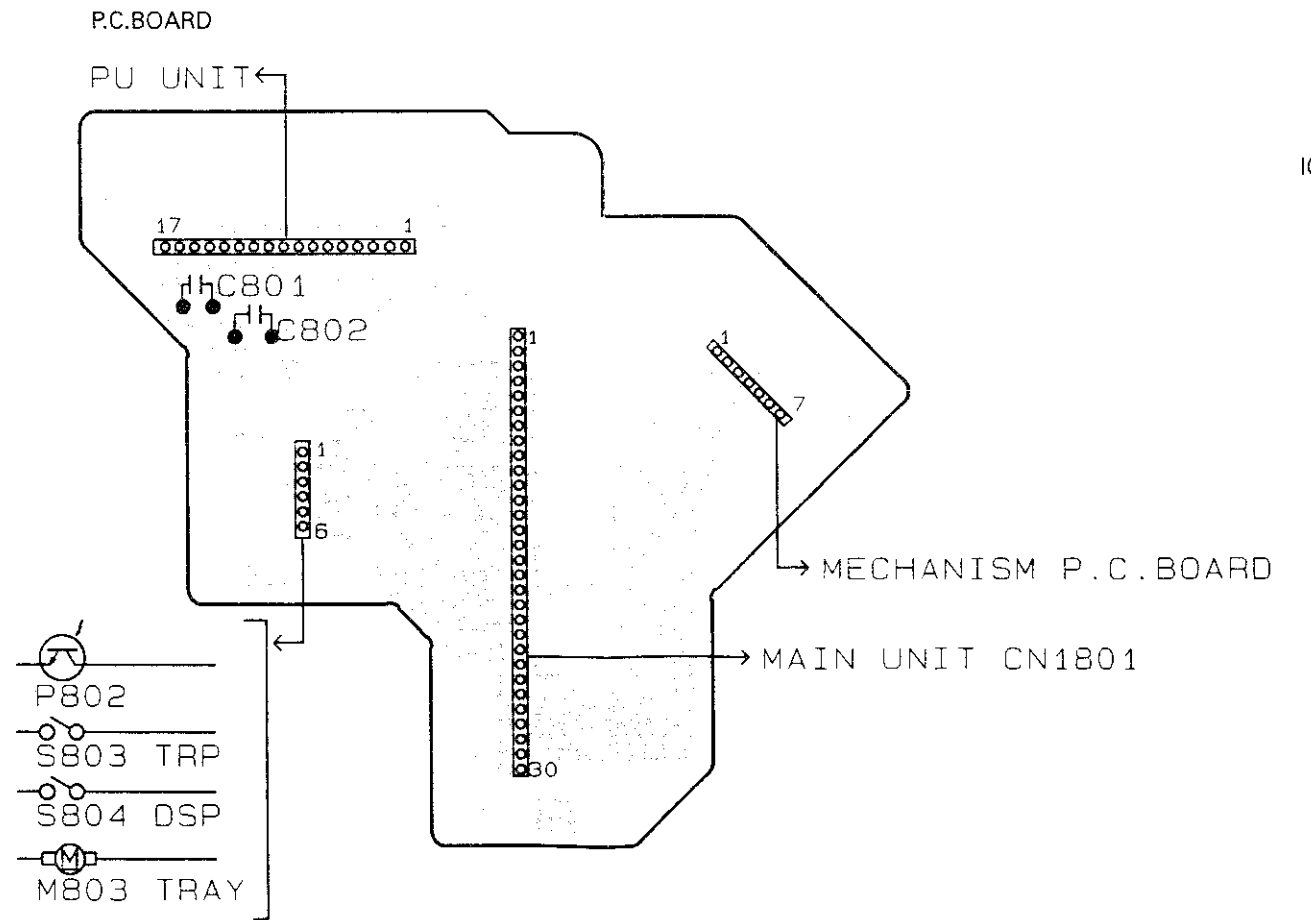 P.C.BOARD
PU UNIT
17 1
C801
C802
1
1
7
1
6
MECHANISM P.C.BOARD
MAIN UNIT CN1801
30
P802
S803 TRP
S804 DSP
M803 TRAY
M